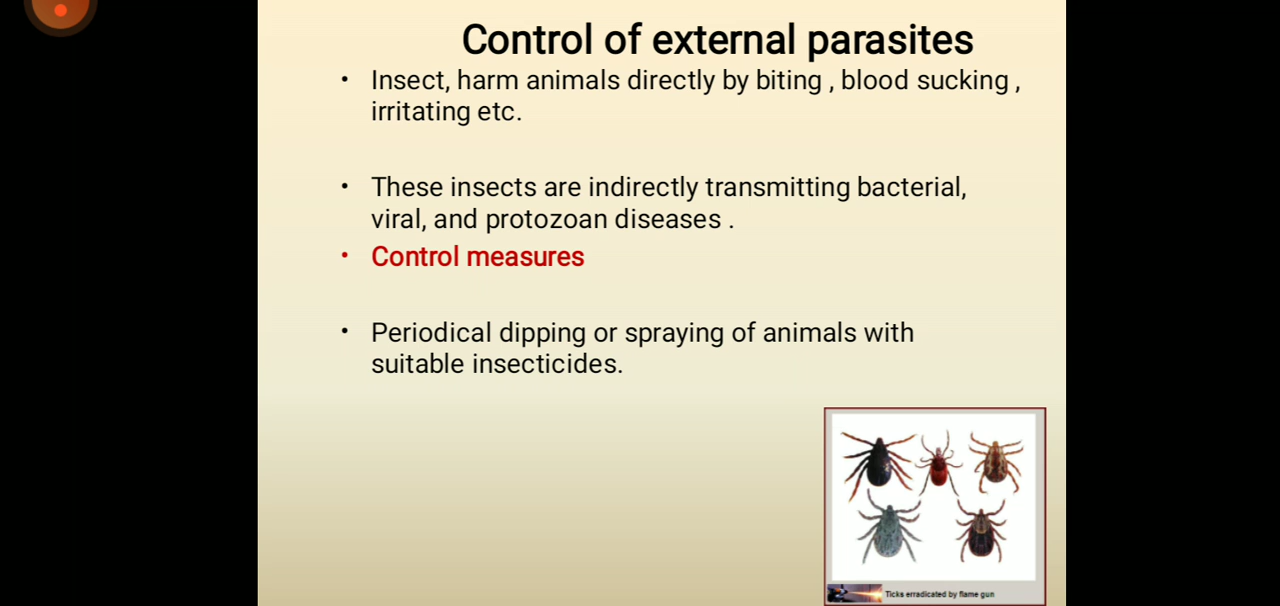 Control of external parasites
• Insect, harm animals directly by biting , blood sucking ,
irritating etc.
• These insects are indirectly transmitting bacterial,
viral, and protozoan diseases .
• Control measures
• Periodical dipping or spraying of animals with
suitable insecticides.
Ticks erradicated by flame gun